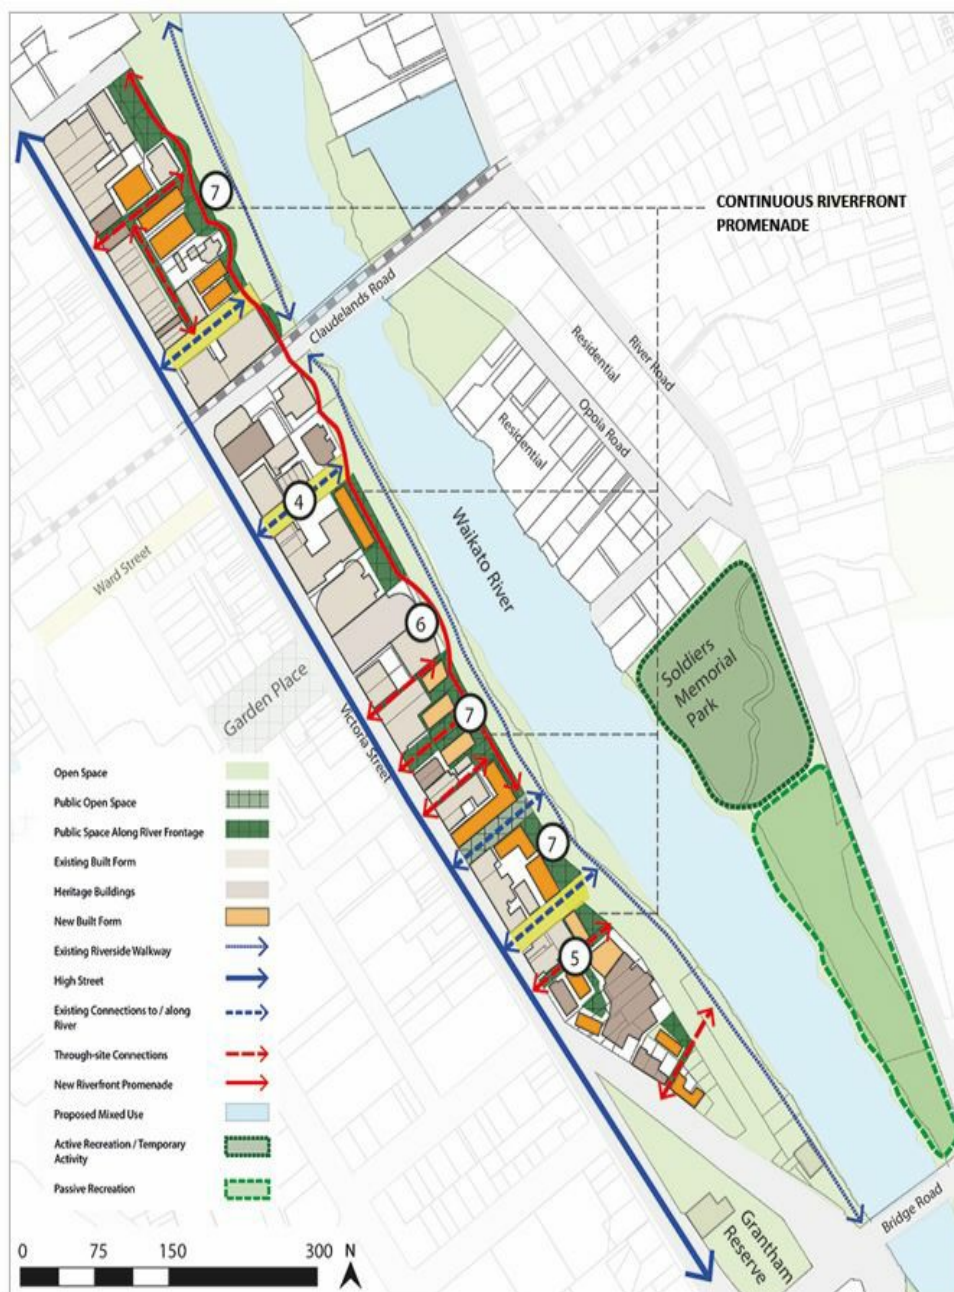 7
CONTINUOUS RIVERFRONT
PROMENADE
Claudelands Road
River Road
Residential
Opoia Road
Residential
4
Ward Street
Waikato River
6
Soldiers
Memorial
Park
Garden Place
Victoria Street
7
7
5
Open Space
Public Open Space
Public Space Along River Frontage
Existing Built Form
Heritage Buildings
New Built Form
Existing Riverside Walkway
High Street
Existing Connections to / along
River
Through-site Connections
New Riverfront Promenade
Proposed Mixed Use
Active Recreation / Temporary
Activity
Passive Recreation
Bridge Road
Grantham
Reserve
0 75 150 300 N